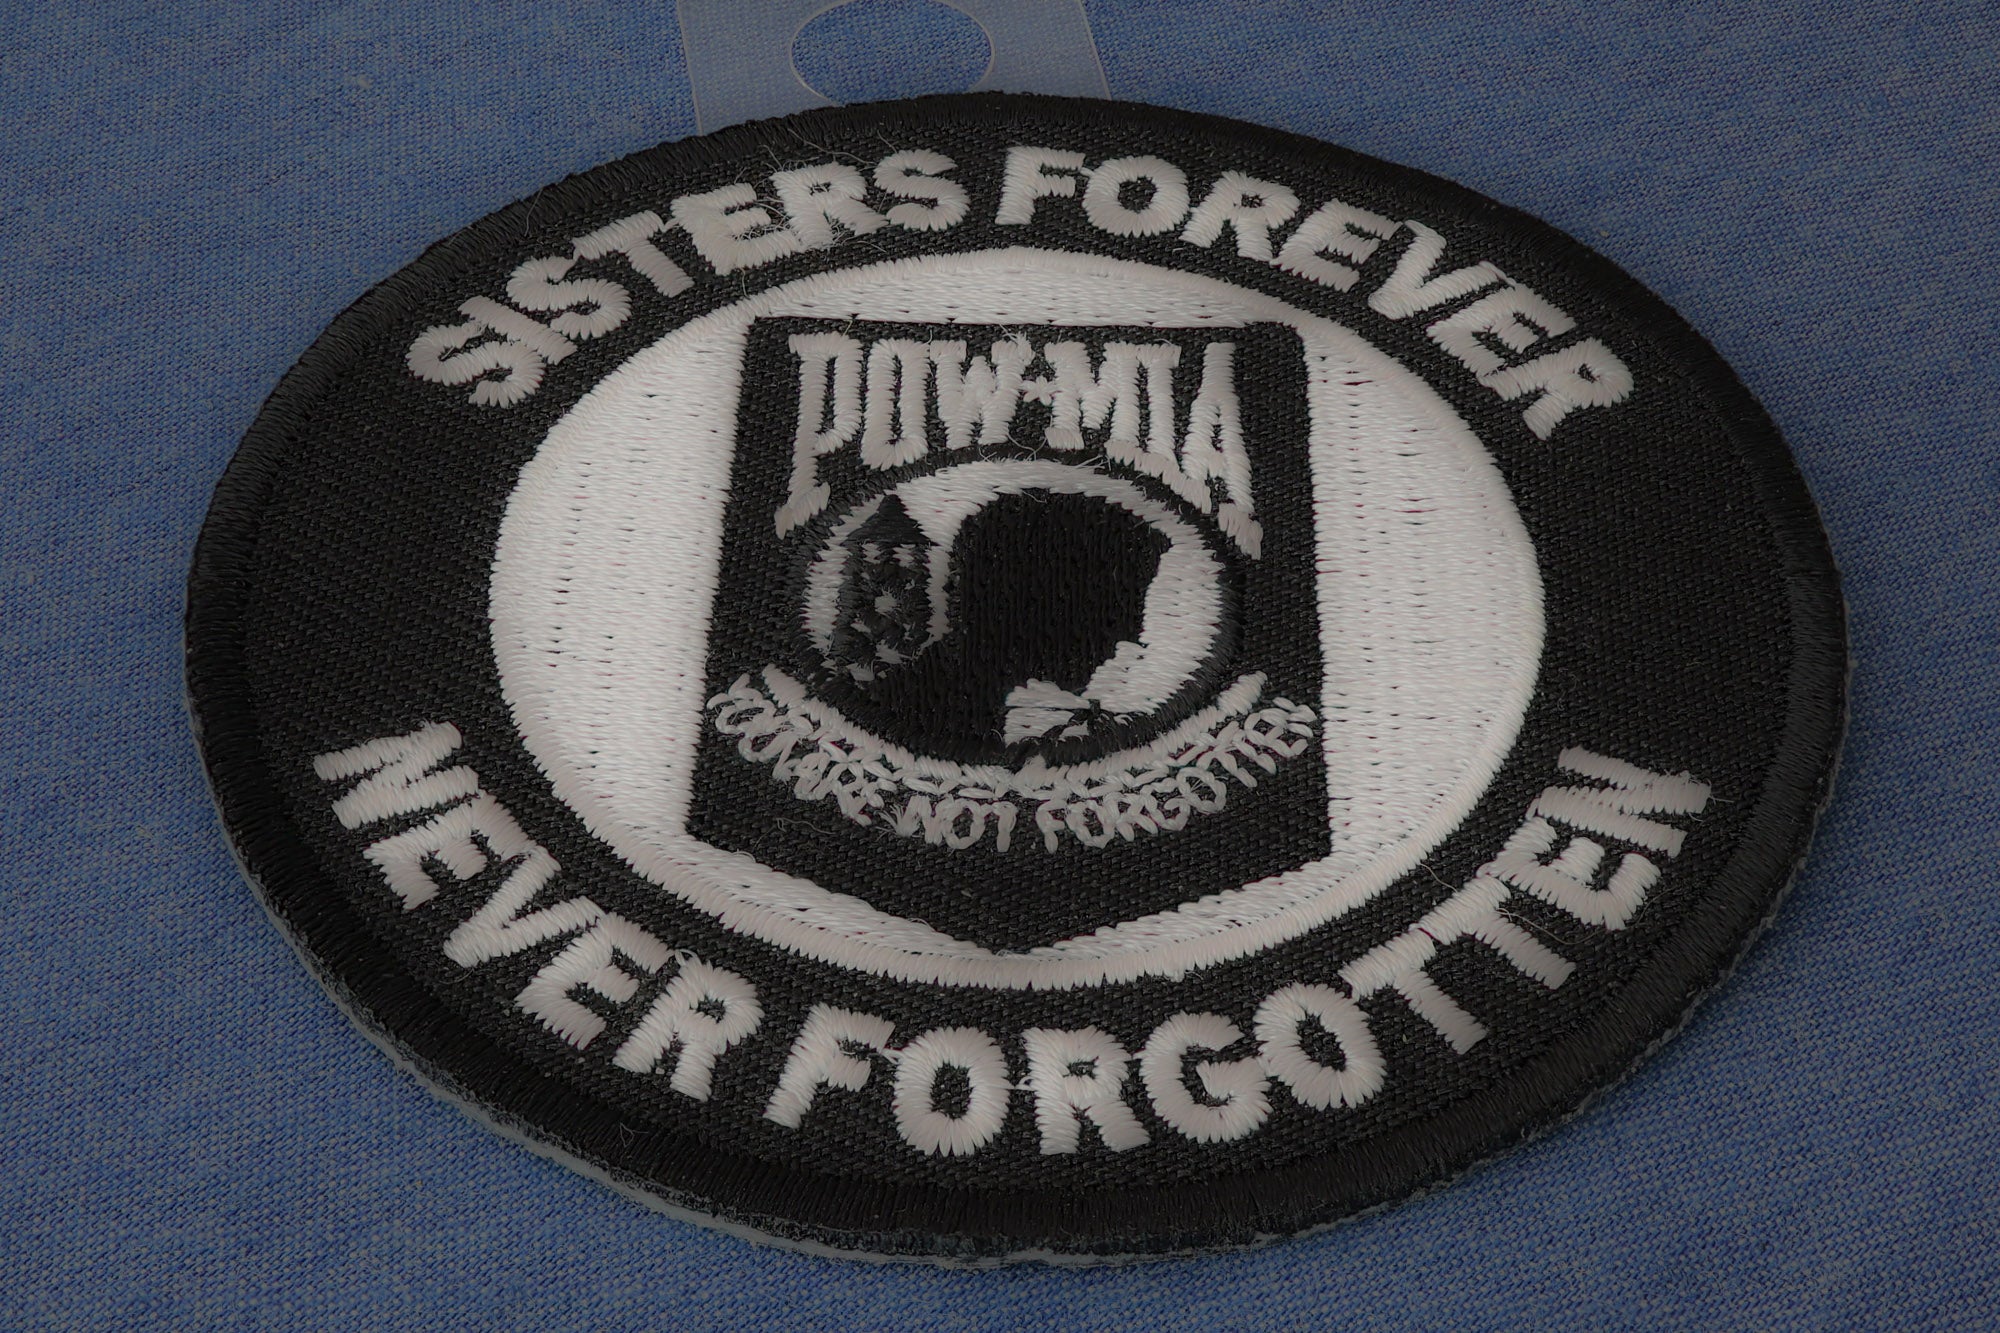 SISTERS FOREVER
POW★MIA
YOU ARE NOT FORGOTTEN
NEVER FORGOTTEN